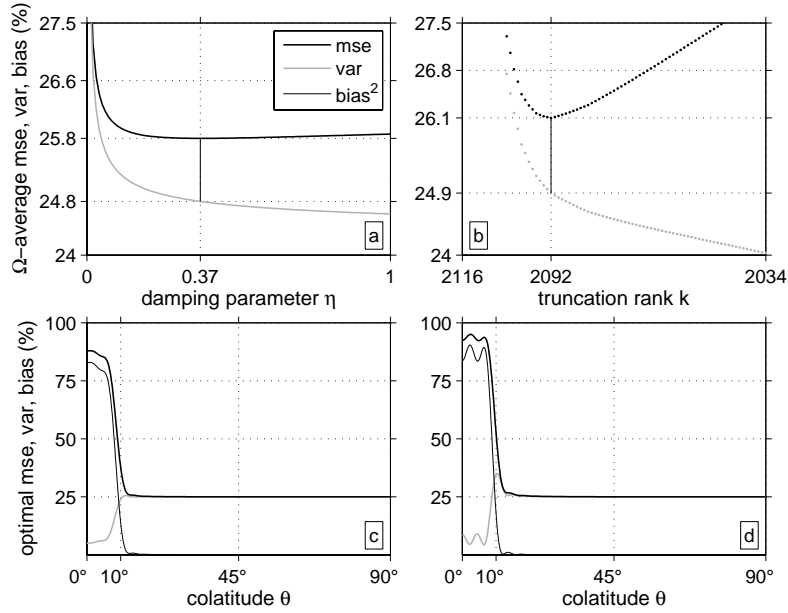 Ω−average mse, var, bias (%)
27.5
26.6
25.8
24.8
24
0
0.37
1
damping parameter η
mse
var
bias²
a
27.5
26.8
26.1
24.9
24
2116
2092
2034
truncation rank k
b
optimal mse, var, bias (%)
100
75
50
25
0°
10°
45°
90°
colatitude θ
c
100
75
50
25
0°
10°
45°
90°
colatitude θ
d